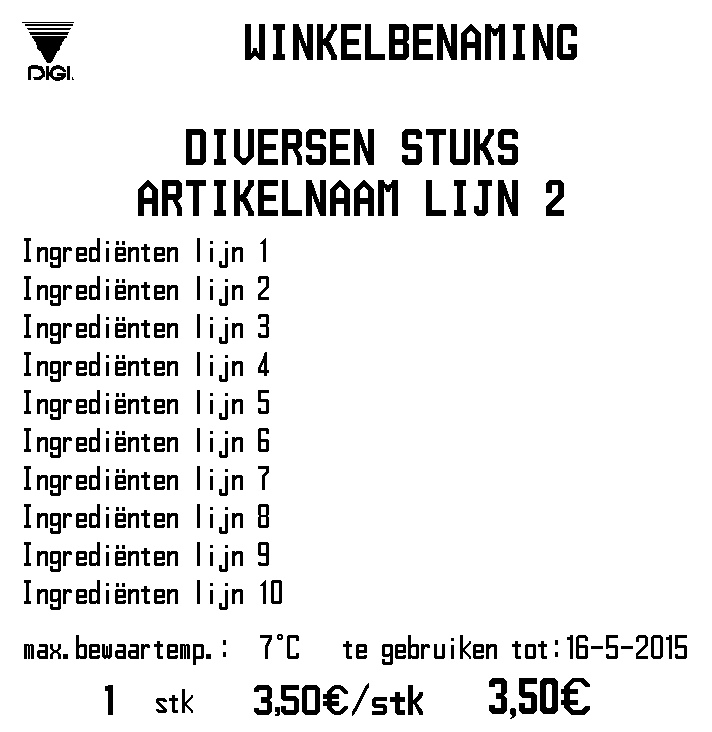 DIGI.
WINKELBENAMING
DIVERSEN STUKS
ARTIKELNAAM LIJN 2
Ingrediënten lijn 1
Ingrediënten lijn 2
Ingrediënten lijn 3
Ingrediënten lijn 4
Ingrediënten lijn 5
Ingrediënten lijn 6
Ingrediënten lijn 7
Ingrediënten lijn 8
Ingrediënten lijn 9
Ingrediënten lijn 10
max.bewaartemp.: 7°C te gebruiken tot:16-5-2015
1 stk 3,50€/stk 3,50€